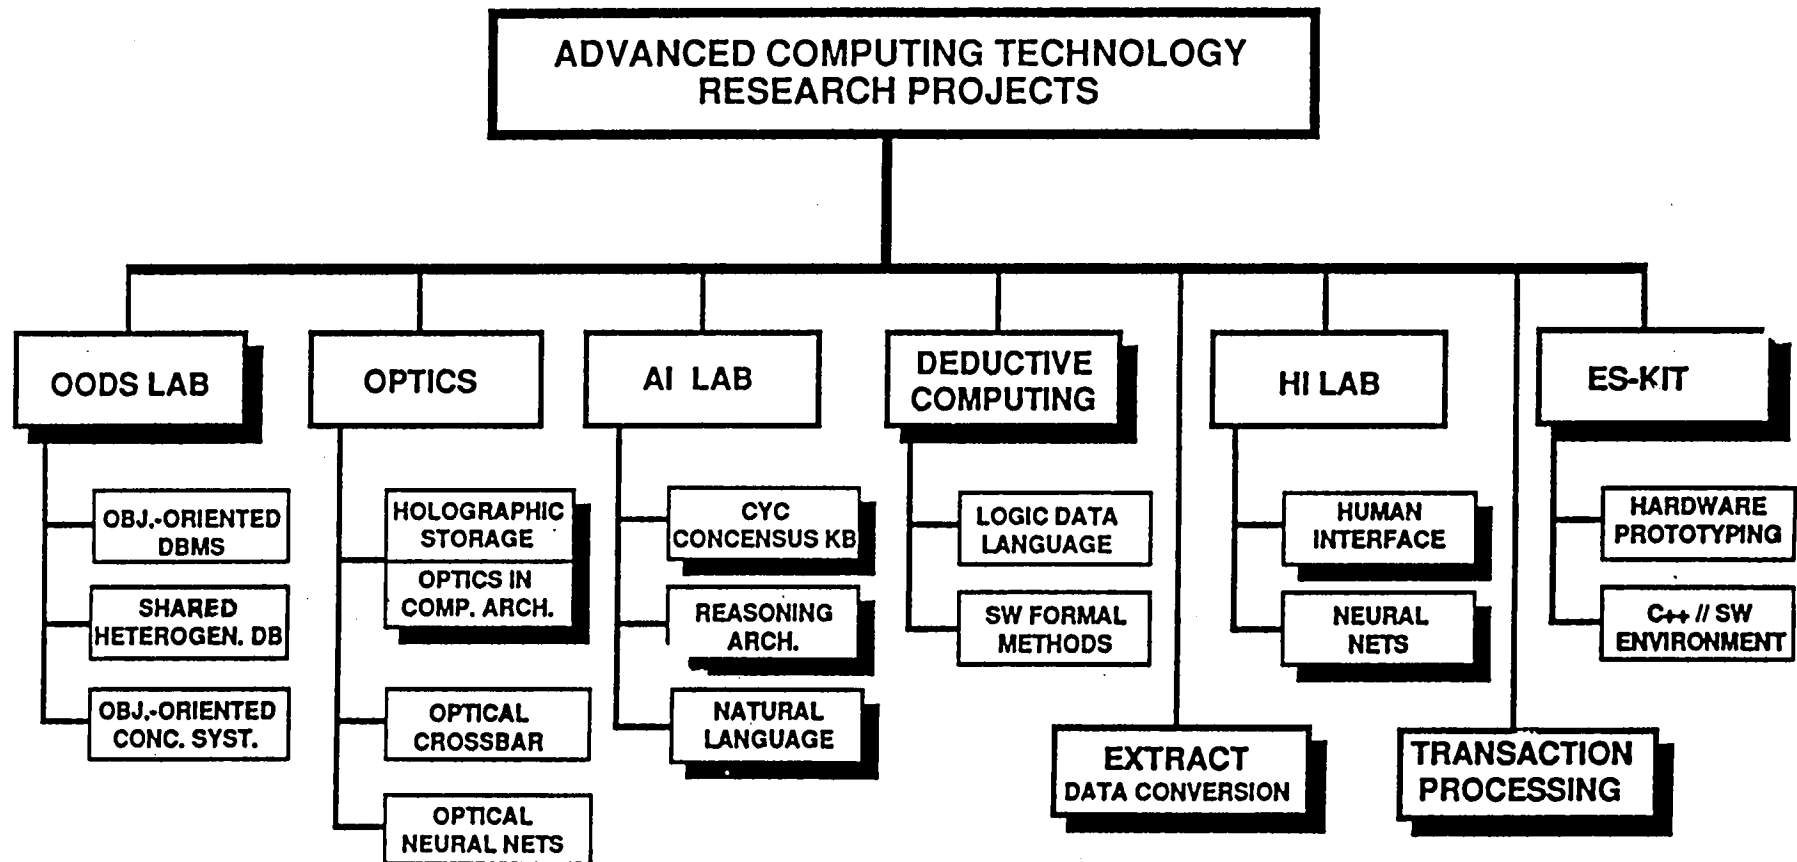 ADVANCED COMPUTING TECHNOLOGY
RESEARCH PROJECTS
OODS LAB
OBJ.-ORIENTED
DBMS
SHARED
HETEROGEN. DB
OBJ.-ORIENTED
CONC. SYST.
OPTICS
HOLOGRAPHIC
STORAGE
OPTICS IN
COMP. ARCH.
OPTICAL
CROSSBAR
OPTICAL
NEURAL NETS
AI LAB
CYC
CONCENSUS KB
REASONING
ARCH.
NATURAL
LANGUAGE
DEDUCTIVE
COMPUTING
LOGIC DATA
LANGUAGE
SW FORMAL
METHODS
EXTRACT
DATA CONVERSION
HI LAB
HUMAN
INTERFACE
NEURAL
NETS
TRANSACTION
PROCESSING
ES-KIT
HARDWARE
PROTOTYPING
C++ // SW
ENVIRONMENT